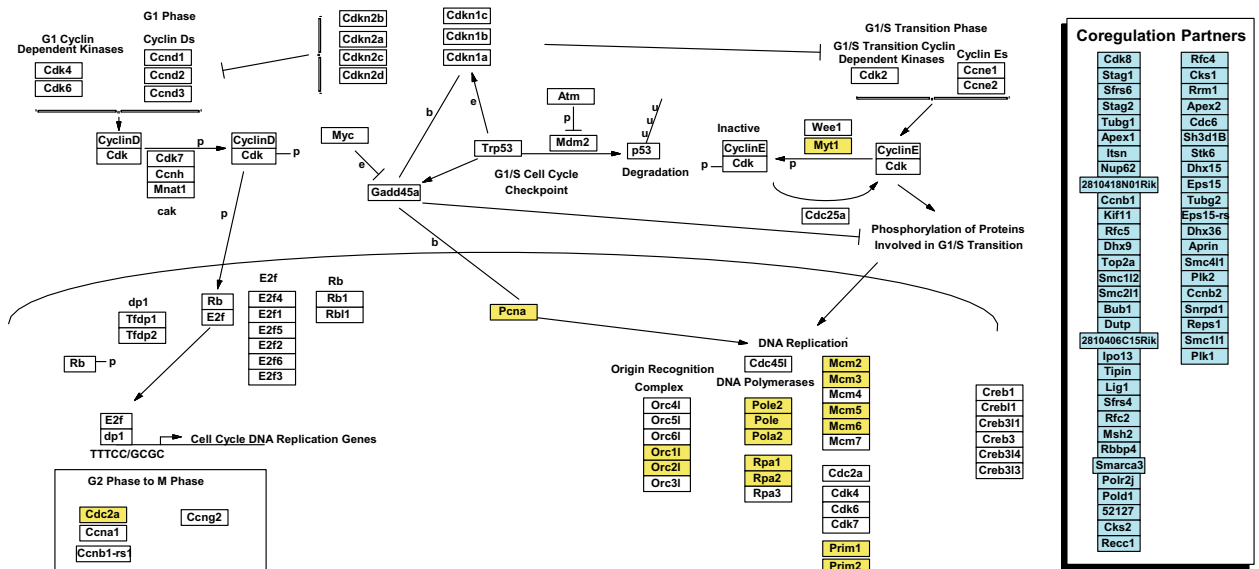 G1 Phase
G1 Cyclin
Dependent Kinases
Cdk4
Cdk6
Cyclin Ds
Ccnd1
Ccnd2
Ccnd3
Cdkn2b
Cdkn2a
Cdkn2c
Cdkn2d
Cdkn1c
Cdkn1b
Cdkn1a
G1/S Transition Phase
G1/S Transition Cyclin
Dependent Kinases
Cdk2
Cyclin Es
Ccne1
Ccne2
CyclinD
Cdk
p
Cdk7
Ccnh
Mnat1
cak
CyclinD
Cdk
p
p
Myc
e
b
e
Trp53
Gadd45a
Atm
p
Mdm2
G1/S Cell Cycle
Checkpoint
u
u
u
p53
Degradation
Inactive
CyclinE
Cdk
p
Wee1
Myt1
p
CyclinE
Cdk
Cdc25a
Phosphorylation of Proteins
Involved in G1/S Transition
b
Pcna
dp1
Tfdp1
Tfdp2
Rb
p
Rb
E2f
E2f
E2f4
E2f1
E2f5
E2f2
E2f6
E2f3
Rb
Rb1
Rbl1
E2f
dp1
TTTCC/GCGC
Cell Cycle DNA Replication Genes
G2 Phase to M Phase
Cdc2a
Ccna1
Ccnb1-rs1
Ccng2
DNA Replication
Origin Recognition
Complex
Orc4l
Orc5l
Orc6l
Orc1l
Orc2l
Orc3l
Cdc45l
DNA Polymerases
Pole2
Pole
Pola2
Rpa1
Rpa2
Rpa3
Mcm2
Mcm3
Mcm4
Mcm5
Mcm6
Mcm7
Cdc2a
Cdk4
Cdk6
Cdk7
Prim1
Prim2
Creb1
Crebl1
Creb3l1
Creb3
Creb3l4
Creb3l3
Coregulation Partners
Cdk8
Stag1
Sfrs6
Stag2
Tubg1
Apex1
Itsn
Nup62
2810418N01Rik
Ccnb1
Kif11
Rfc5
Dhx9
Top2a
Smc1l2
Smc2l1
Bub1
Dutp
2810406C15Rik
Ipo13
Tipin
Lig1
Sfrs4
Rfc2
Msh2
Rbbp4
Smarca3
Polr2j
Pold1
52127
Cks2
Recc1
Rfc4
Cks1
Rrm1
Apex2
Cdc6
Sh3d1B
Stk6
Dhx15
Eps15
Tubg2
Eps15-rs
Dhx36
Aprin
Smc4l1
Plk2
Ccnb2
Snrpd1
Reps1
Smc1l1
Plk1